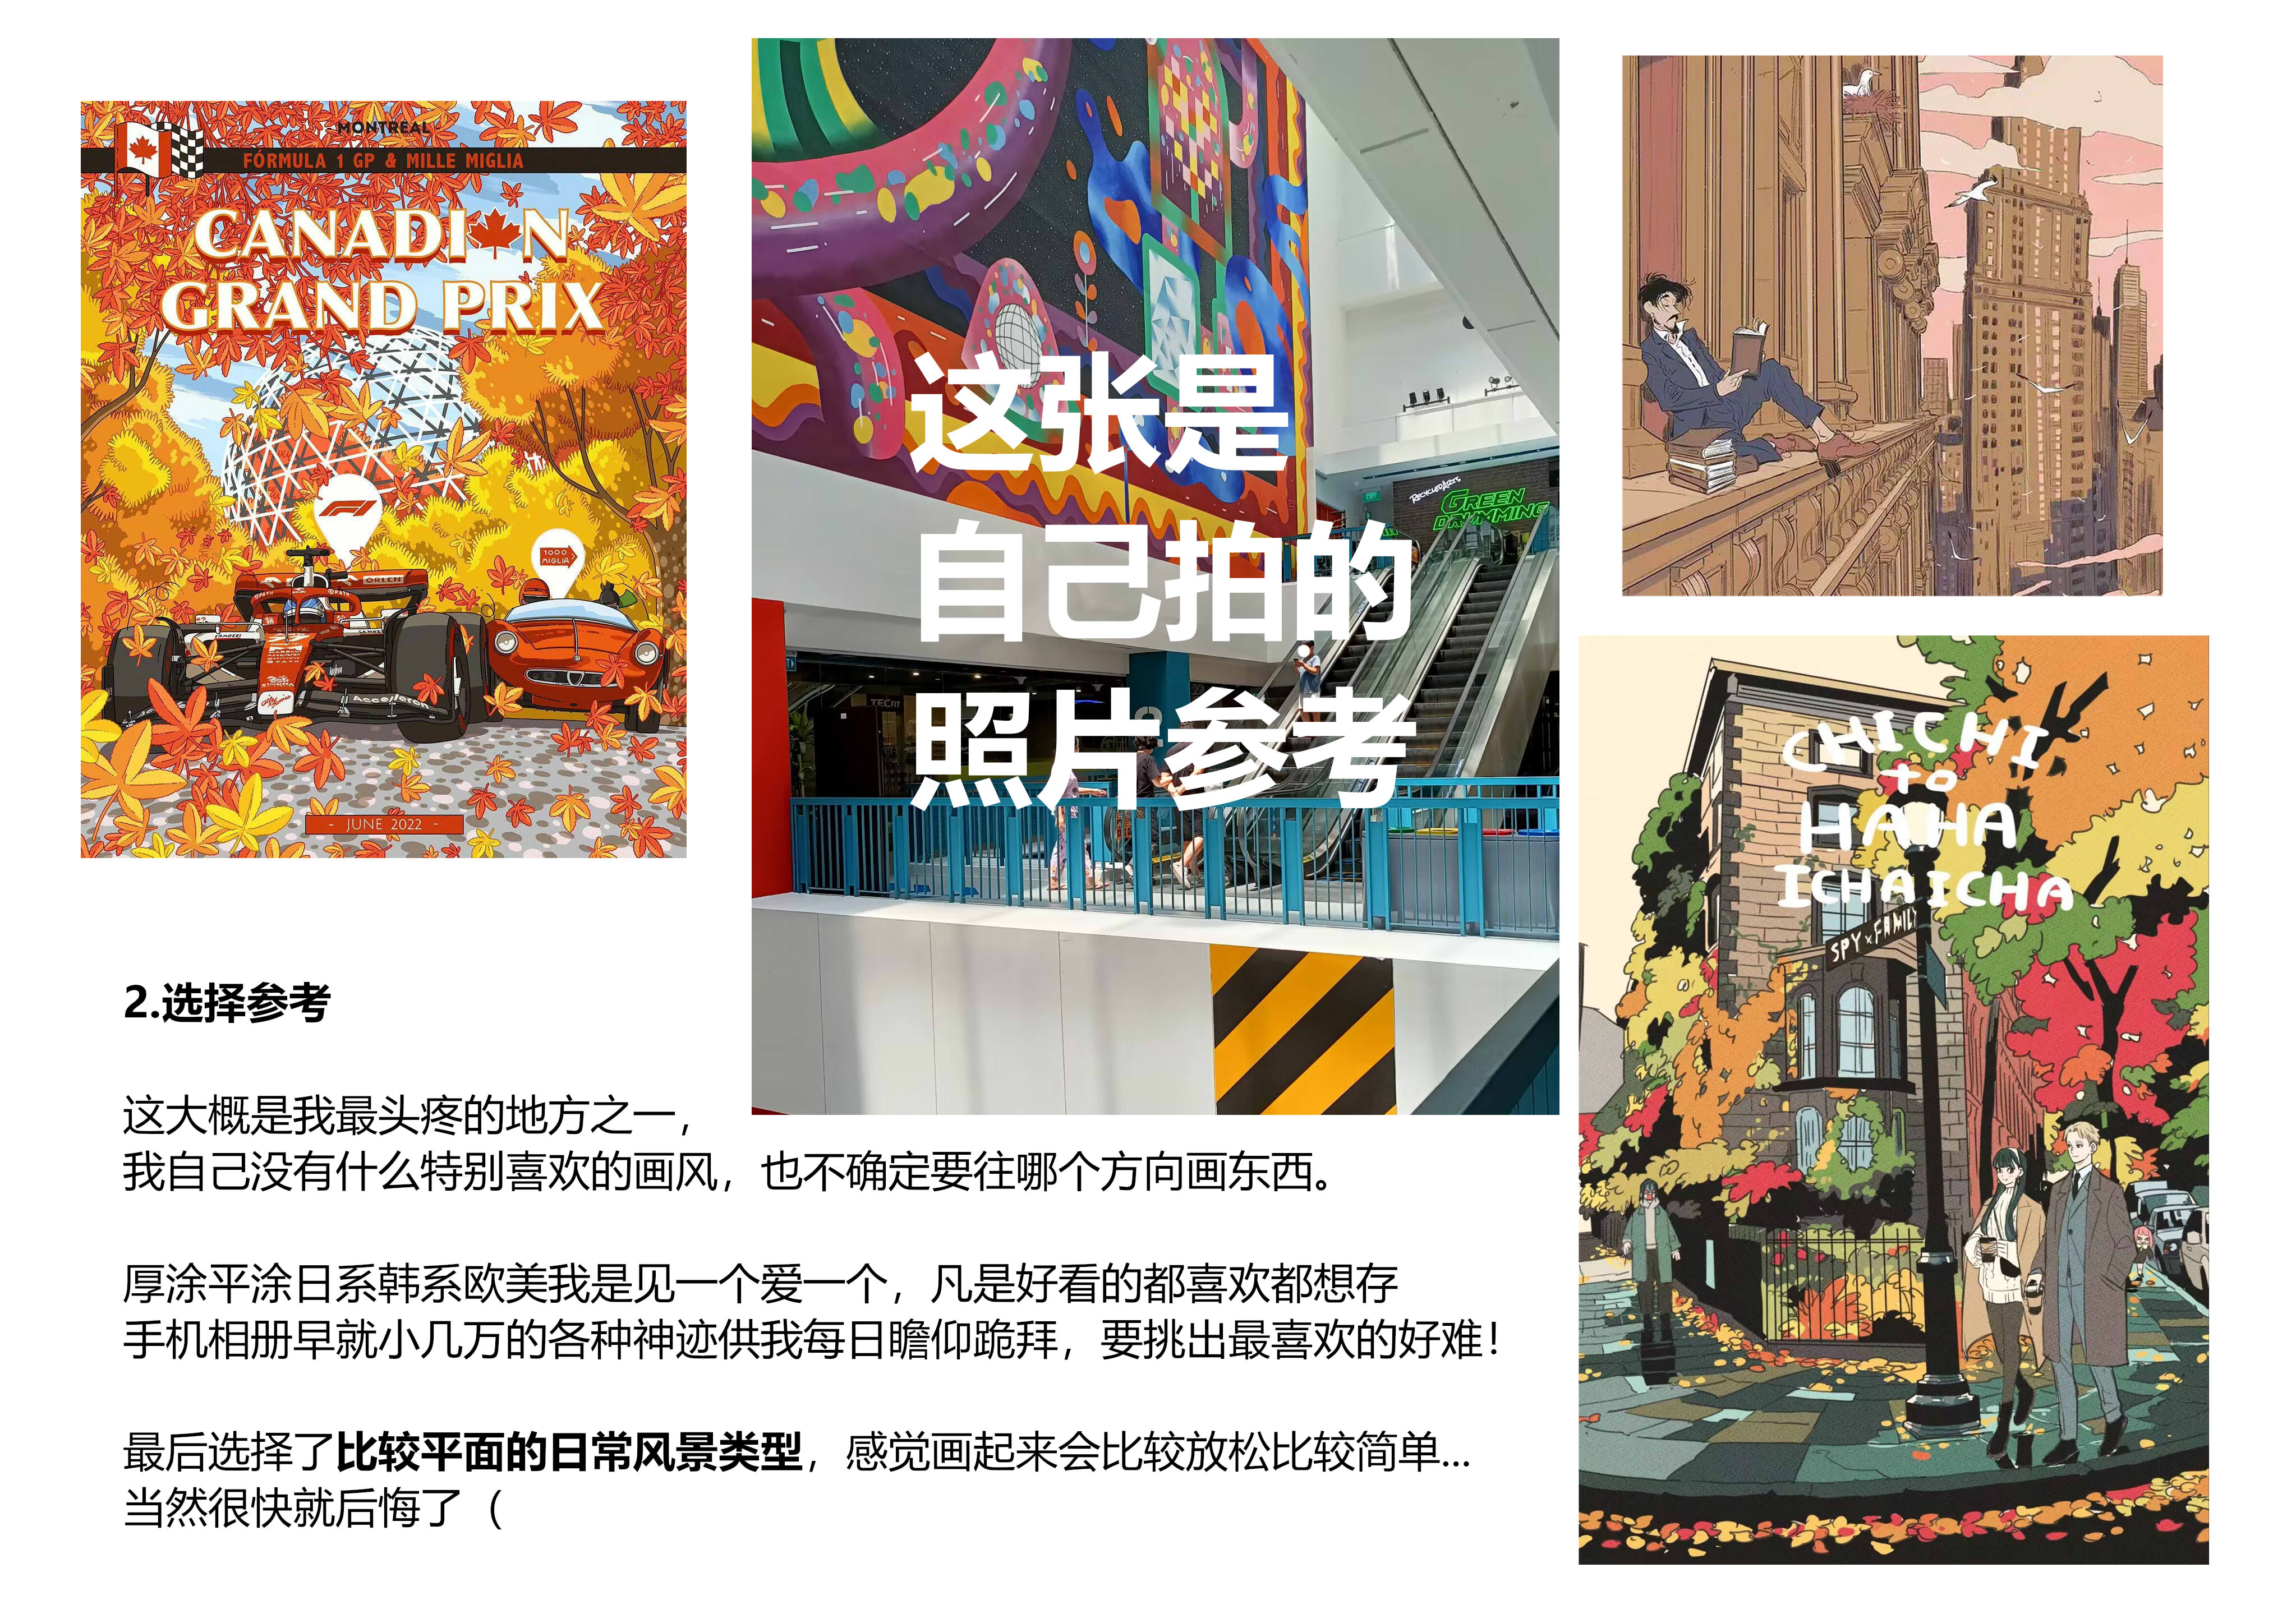 MONTRÉAL
FÓRMULA 1 GP & MILLE MIGLIA
CANADIAN
GRAND PRIX
F1
1000
MIGLIA
ORLEN
Accelleron
- JUNE 2022 -
这张是
自己拍的
照片参考
RECYCLED ARTS
GREEN
DRUMMING
TECFIT
CHICHI
TO
HAHA
ICHAICHA
SPY x FAMILY
2.选择参考
这大概是我最头疼的地方之一，
我自己没有什么特别喜欢的画风，也不确定要往哪个方向画东西。
厚涂平涂日系韩系欧美我是见一个爱一个，凡是好看的都喜欢都想存
手机相册早就小几万的各种神迹供我每日瞻仰跪拜，要挑出最喜欢的好难！
最后选择了比较平面的日常风景类型，感觉画起来会比较放松比较简单...
当然很快就后悔了（